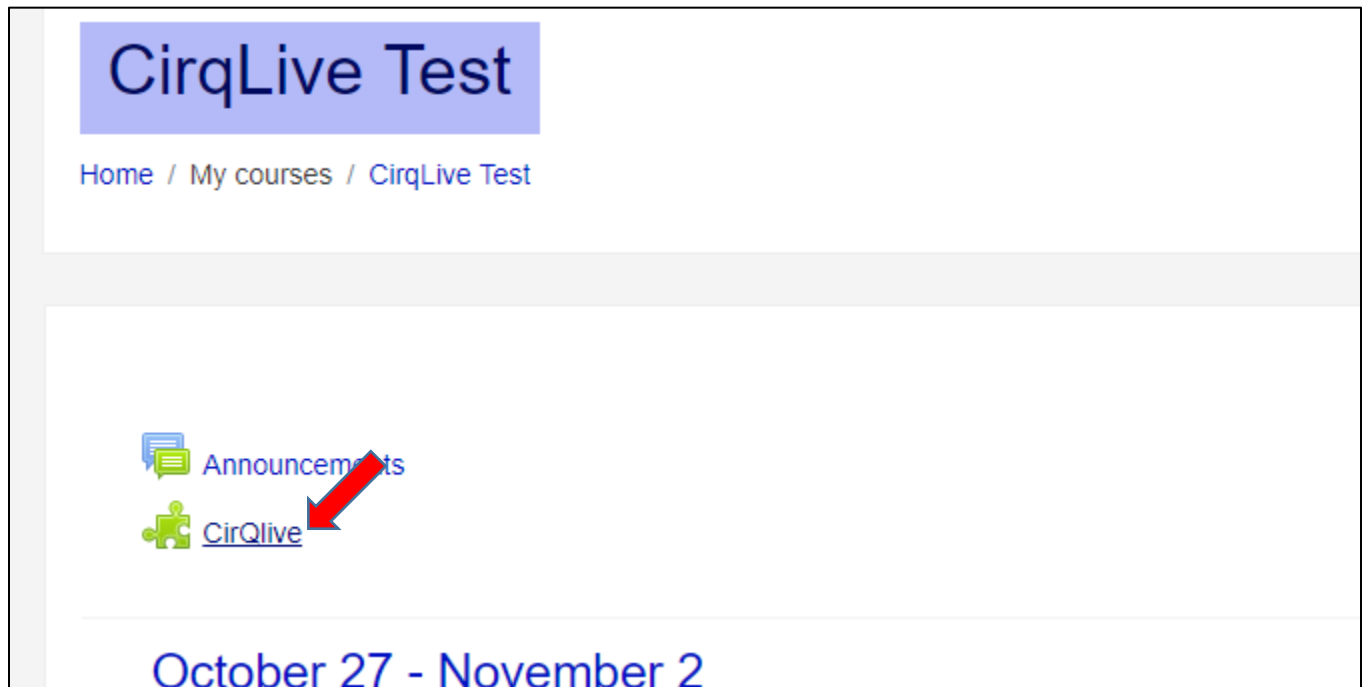 CirqLive Test
Home / My courses / CirqLive Test
Announcements
CirQlive
October 27 - November 2